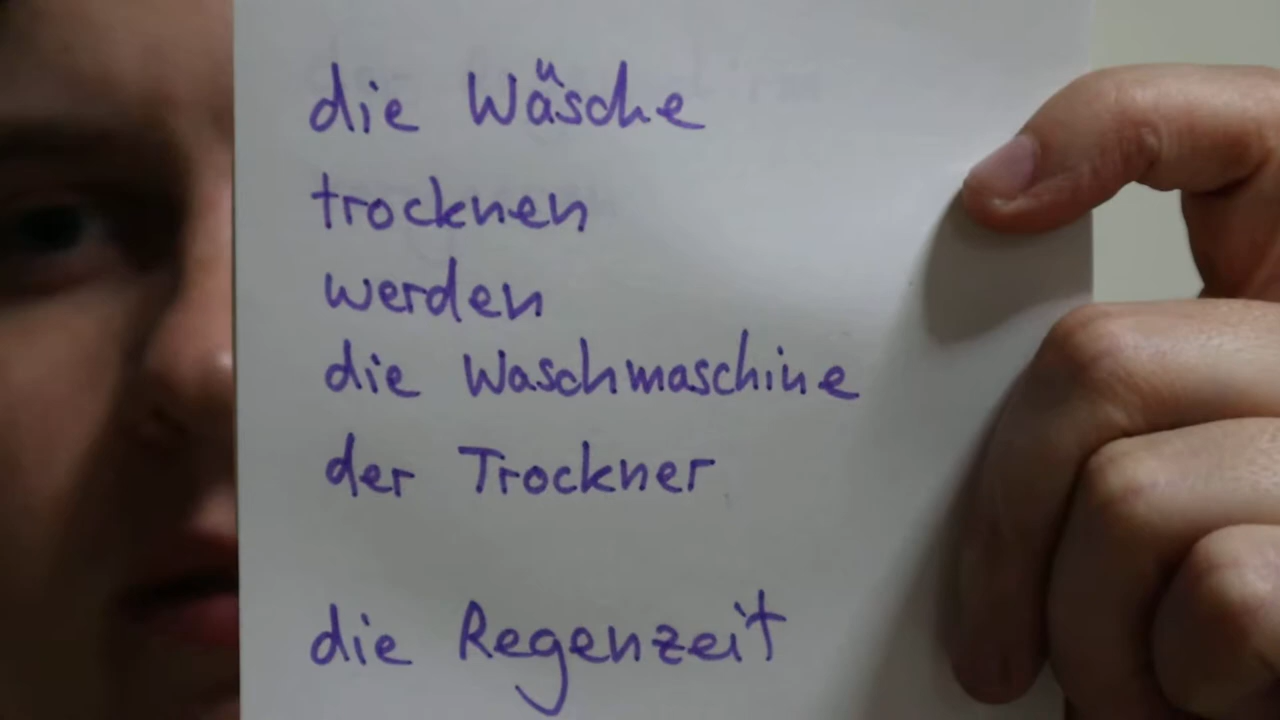 die Wäsche
trocknen
werden
die Waschmaschine
der Trockner
die Regenzeit